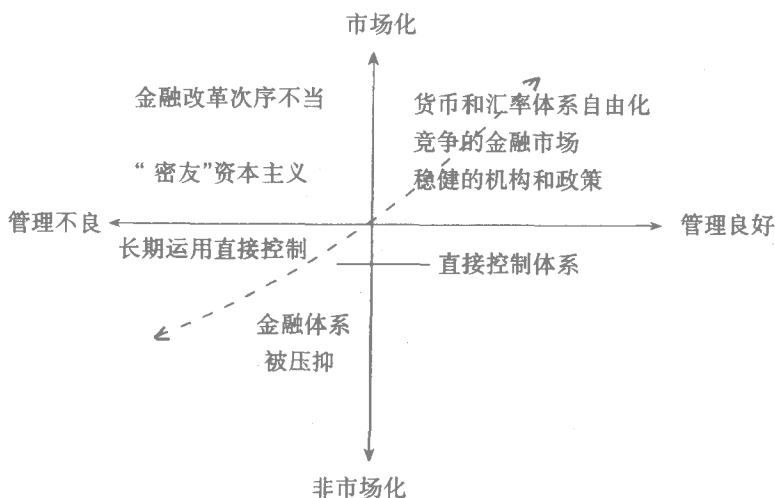 市场化
金融改革次序不当
货币和汇率体系自由化
竞争的金融市场
“密友”资本主义
稳健的机构和政策
管理不良
管理良好
长期运用直接控制
直接控制体系
金融体系
被压抑
非市场化